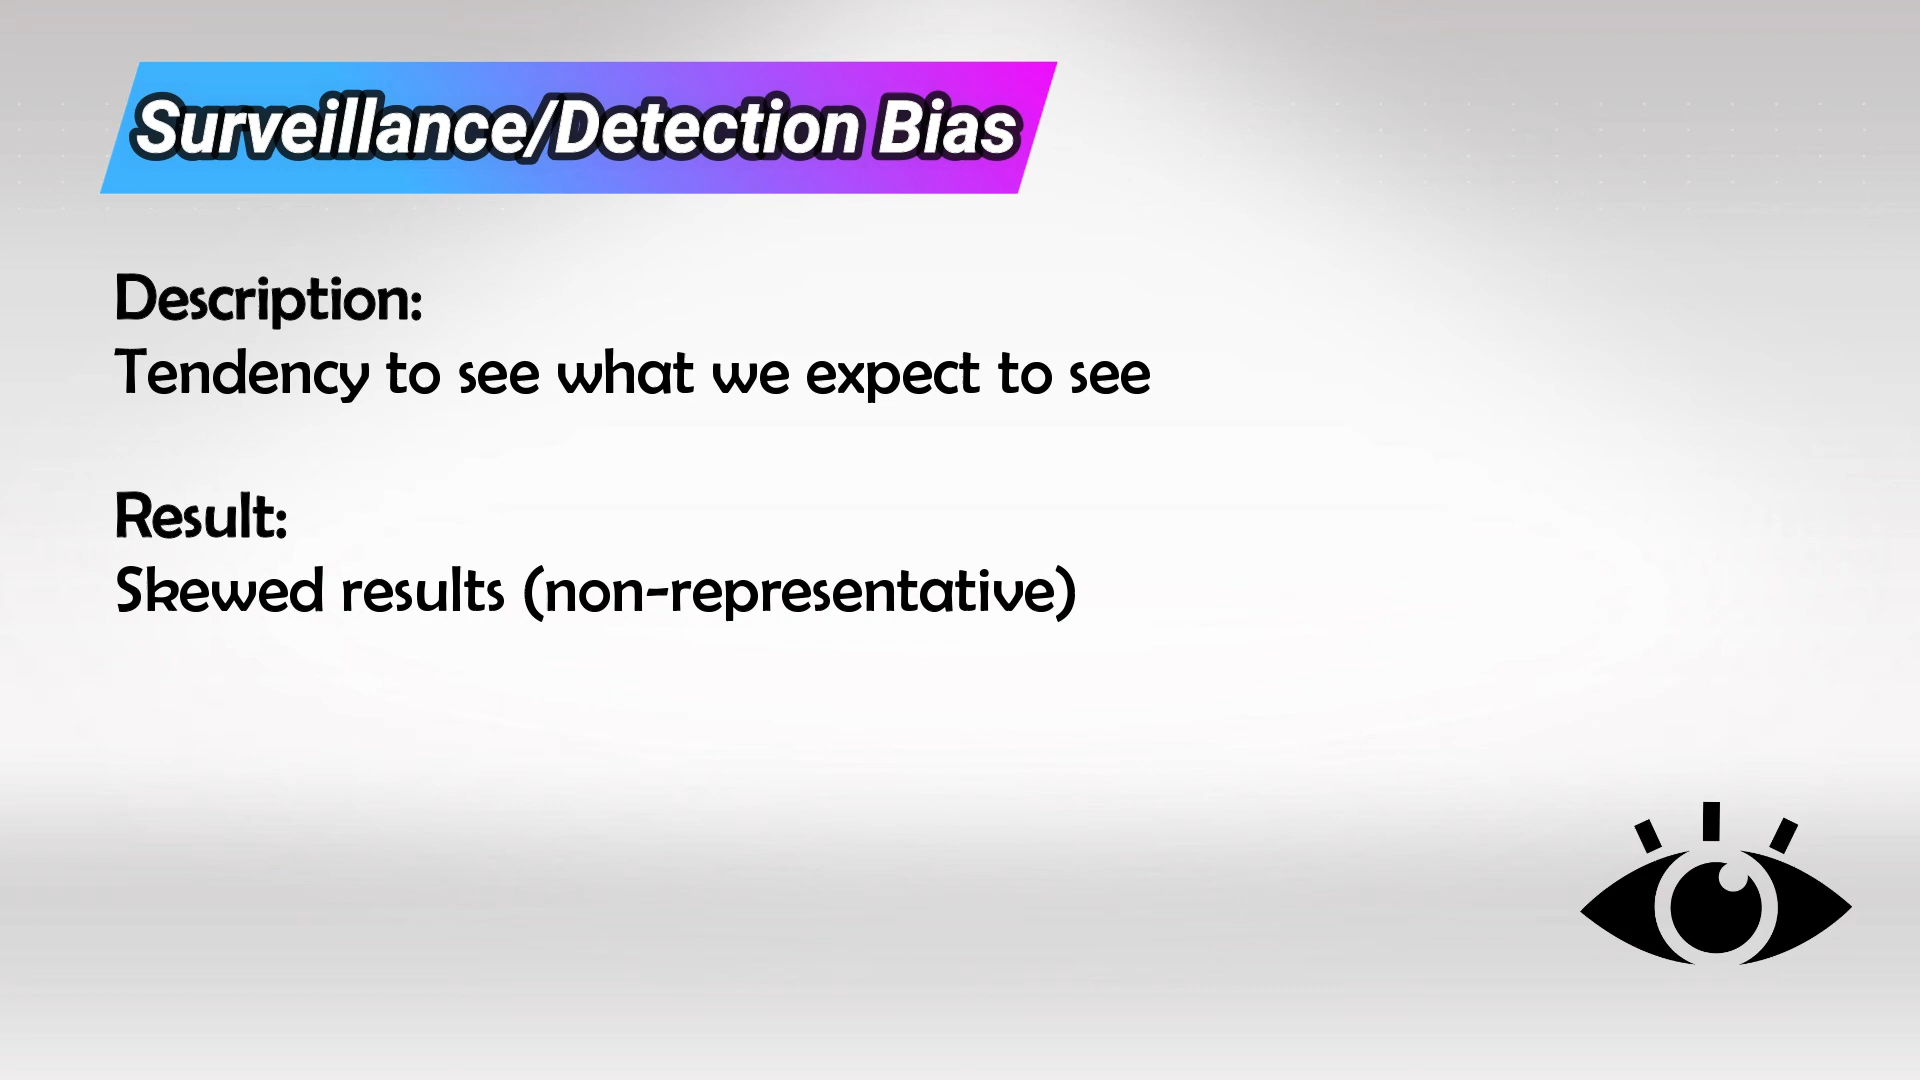 Surveillance/Detection Bias
Description:
Tendency to see what we expect to see
Result:
Skewed results (non-representative)